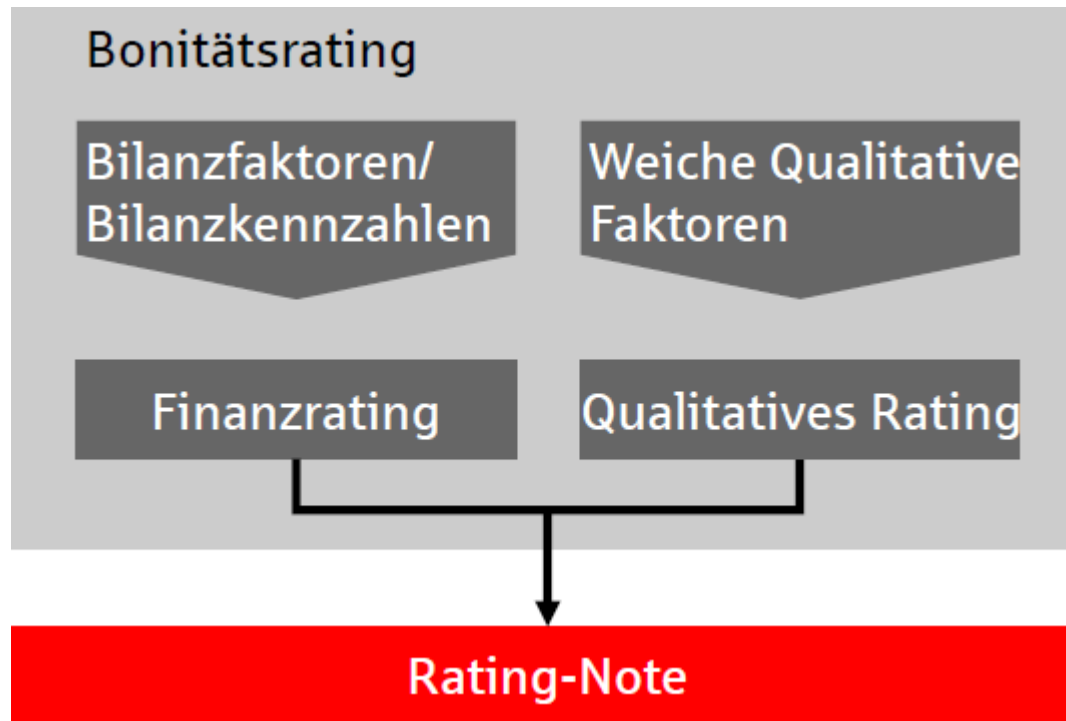 Bonitätsrating
Bilanzfaktoren/
Bilanzkennzahlen
Weiche Qualitative
Faktoren
Finanzrating
Qualitatives Rating
Rating-Note